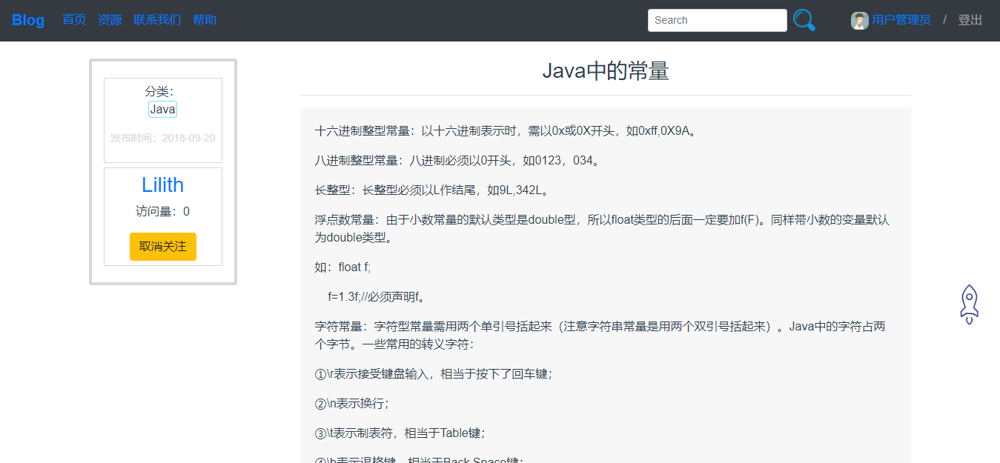 Blog 首页 资源 联系我们 帮助 Search 用户管理员 / 登出
分类：
Java
发布时间：2018-09-20
Lilith
访问量：0
取消关注
Java中的常量
十六进制整型常量：以十六进制表示时，需以0x或0X开头，如0xff,0X9A。
八进制整型常量：八进制必须以0开头，如0123，034。
长整型：长整型必须以L作结尾，如9L,342L。
浮点数常量：由于小数常量的默认类型是double型，所以float类型的后面一定要加f(F)。同样带小数的变量默认
为double类型。
如：float f;
f=1.3f;//必须声明f。
字符常量：字符型常量需用两个单引号括起来（注意字符串常量是用两个双引号括起来）。Java中的字符占两
个字节。一些常用的转义字符：
①\r表示接受键盘输入，相当于按下了回车键；
②\n表示换行；
③\t表示制表符，相当于Table键；
④\b表示退格键，相当于Back Space键；